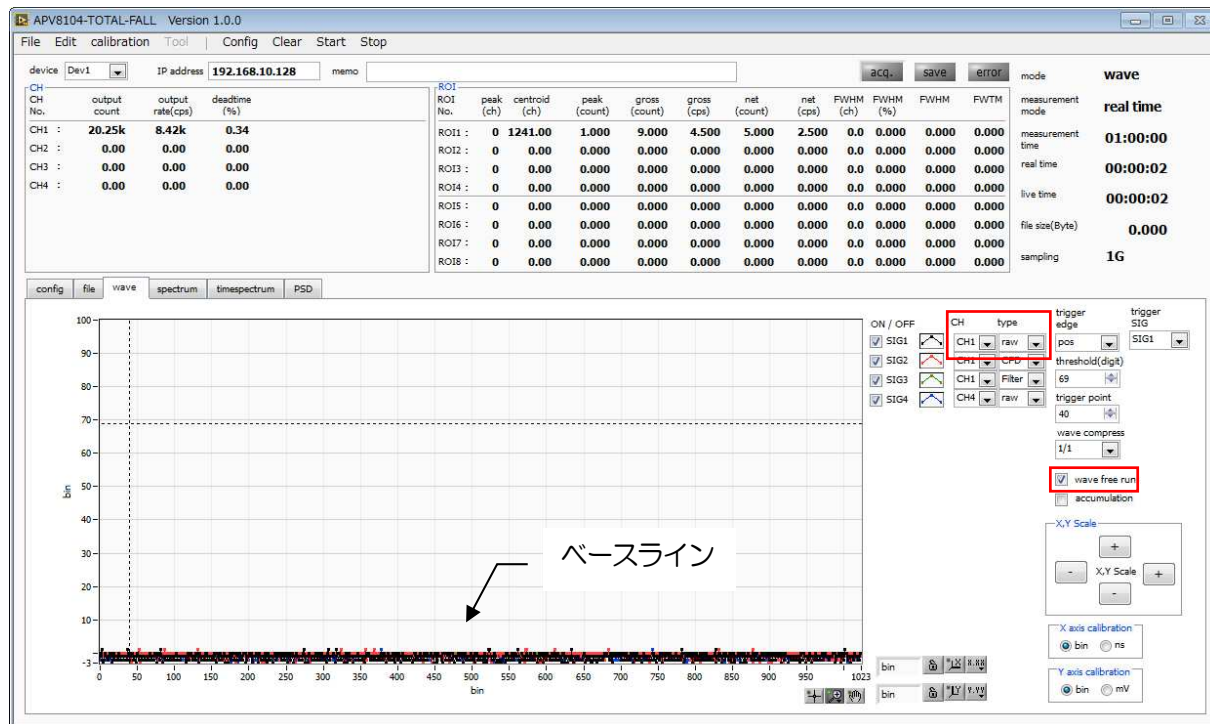 APV8104-TOTAL-FALL Version 1.0.0
File Edit calibration Tool | Config Clear Start Stop
device Dev1 IP address 192.168.10.128 memo acq. save error mode wave
CH
CH No. output count output rate(cps) deadtime (%)
CH1 : 20.25k 8.42k 0.34
CH2 : 0.00 0.00 0.00
CH3 : 0.00 0.00 0.00
CH4 : 0.00 0.00 0.00
ROI
ROI No. peak (ch) centroid (ch) peak (count) gross (count) gross (cps) net (count) net (cps) FWHM (ch) FWHM (%) FWHM FWTM
ROI1 : 0 1241.00 1.000 9.000 4.500 5.000 2.500 0.0 0.000 0.000 0.000
ROI2 : 0 0.00 0.000 0.000 0.000 0.000 0.000 0.0 0.000 0.000 0.000
ROI3 : 0 0.00 0.000 0.000 0.000 0.000 0.000 0.0 0.000 0.000 0.000
ROI4 : 0 0.00 0.000 0.000 0.000 0.000 0.000 0.0 0.000 0.000 0.000
ROI5 : 0 0.00 0.000 0.000 0.000 0.000 0.000 0.0 0.000 0.000 0.000
ROI6 : 0 0.00 0.000 0.000 0.000 0.000 0.000 0.0 0.000 0.000 0.000
ROI7 : 0 0.00 0.000 0.000 0.000 0.000 0.000 0.0 0.000 0.000 0.000
ROI8 : 0 0.00 0.000 0.000 0.000 0.000 0.000 0.0 0.000 0.000 0.000
measurement mode real time
measurement time 01:00:00
real time 00:00:02
live time 00:00:02
file size(Byte) 0.000
sampling 1G
config file wave spectrum timespectrum PSD
100
90
80
70
60
50
40
30
20
10
-3
bin
ベースライン
0 50 100 150 200 250 300 350 400 450 500 550 600 650 700 750 800 850 900 950 1023
bin
ON / OFF CH type
SIG1 CH1 raw
SIG2 CH1 CFD
SIG3 CH1 Filter
SIG4 CH4 raw
trigger edge
pos
trigger SIG
SIG1
threshold(digit)
69
trigger point
40
wave compress
1/1
wave free run
accumulation
X,Y Scale
+
- X,Y Scale +
-
X axis calibration
bin ns
Y axis calibration
bin mV
bin X X.XX
bin Y Y.YY